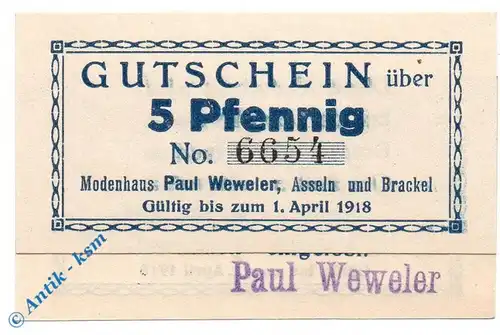 GUTSCHEIN über
5 Pfennig
No. 6654
Modenhaus Paul Weweler, Asseln und Brackel
Gültig bis zum 1. April 1918
Paul Weweler
© Antik - ksm